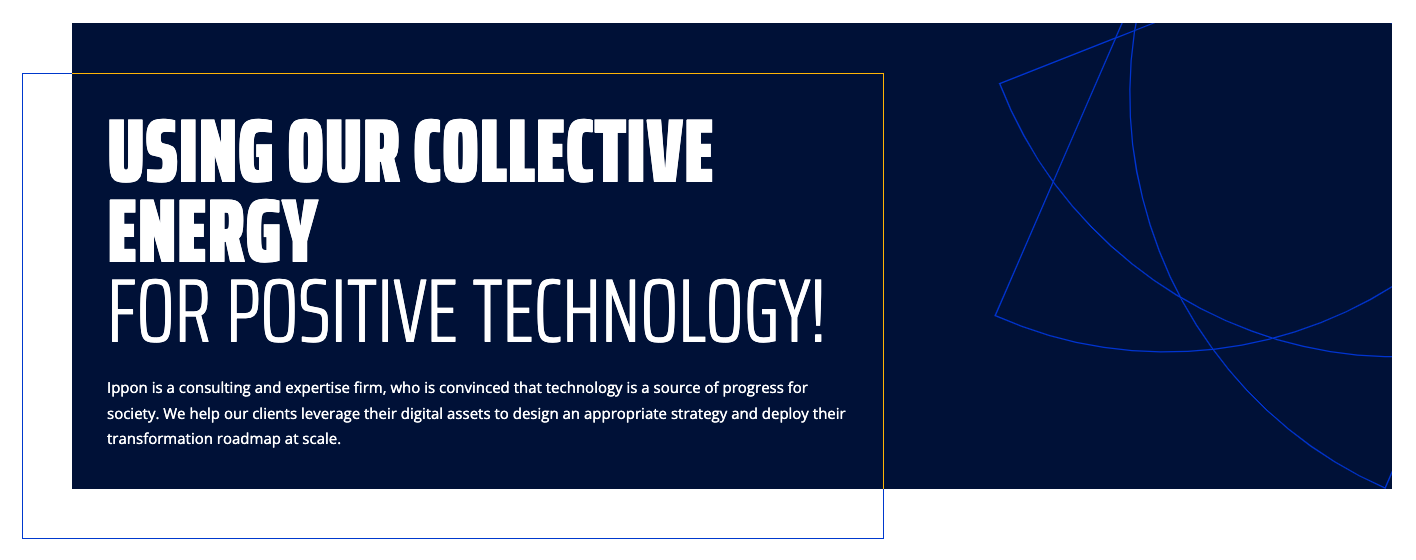 USING OUR COLLECTIVE
ENERGY
FOR POSITIVE TECHNOLOGY!
Ippon is a consulting and expertise firm, who is convinced that technology is a source of progress for
society. We help our clients leverage their digital assets to design an appropriate strategy and deploy their
transformation roadmap at scale.